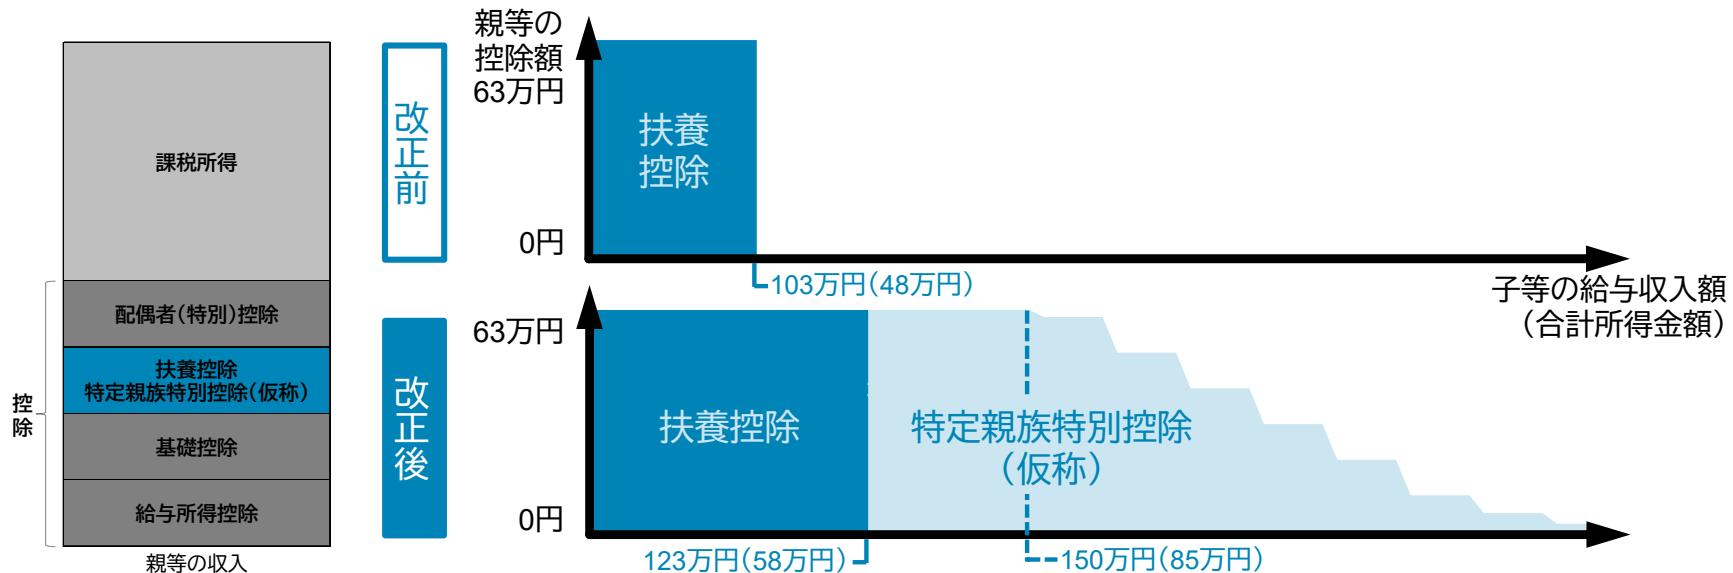 課税所得
配偶者（特別）控除
扶養控除
特定親族特別控除（仮称）
基礎控除
給与所得控除
控除
親等の収入
改正前
親等の
控除額
63万円
扶養
控除
0円
103万円（48万円）
子等の給与収入額
（合計所得金額）
改正後
63万円
扶養控除
特定親族特別控除
（仮称）
0円
123万円（58万円）
150万円（85万円）